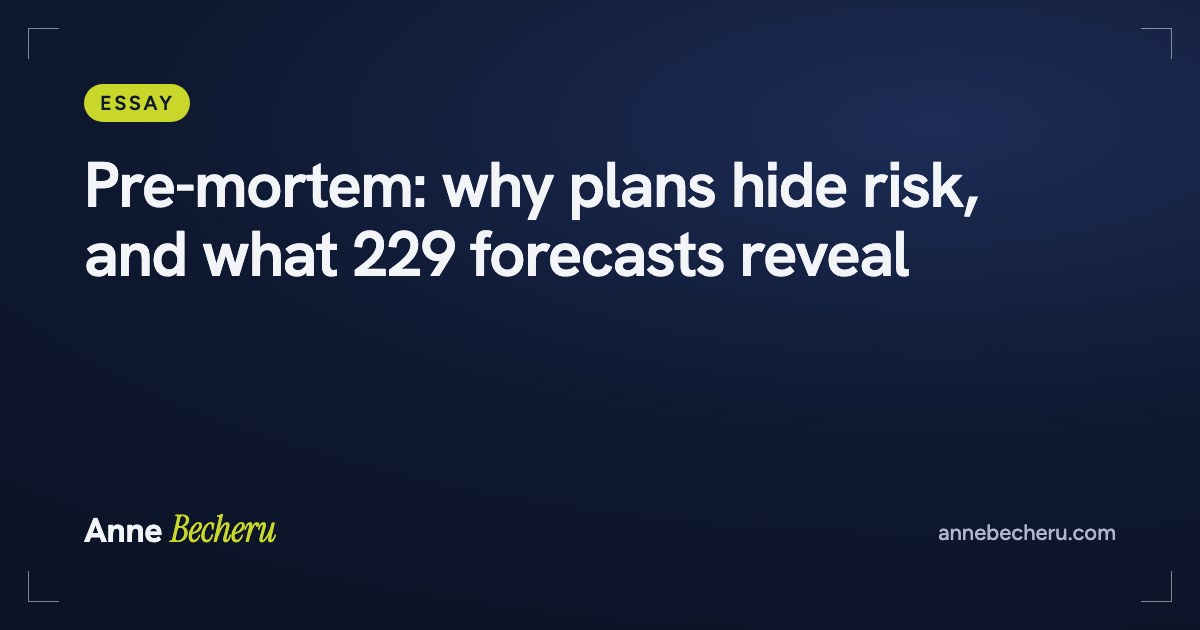 ESSAY
Pre-mortem: why plans hide risk,
and what 229 forecasts reveal
Anne Becheru
annebecheru.com